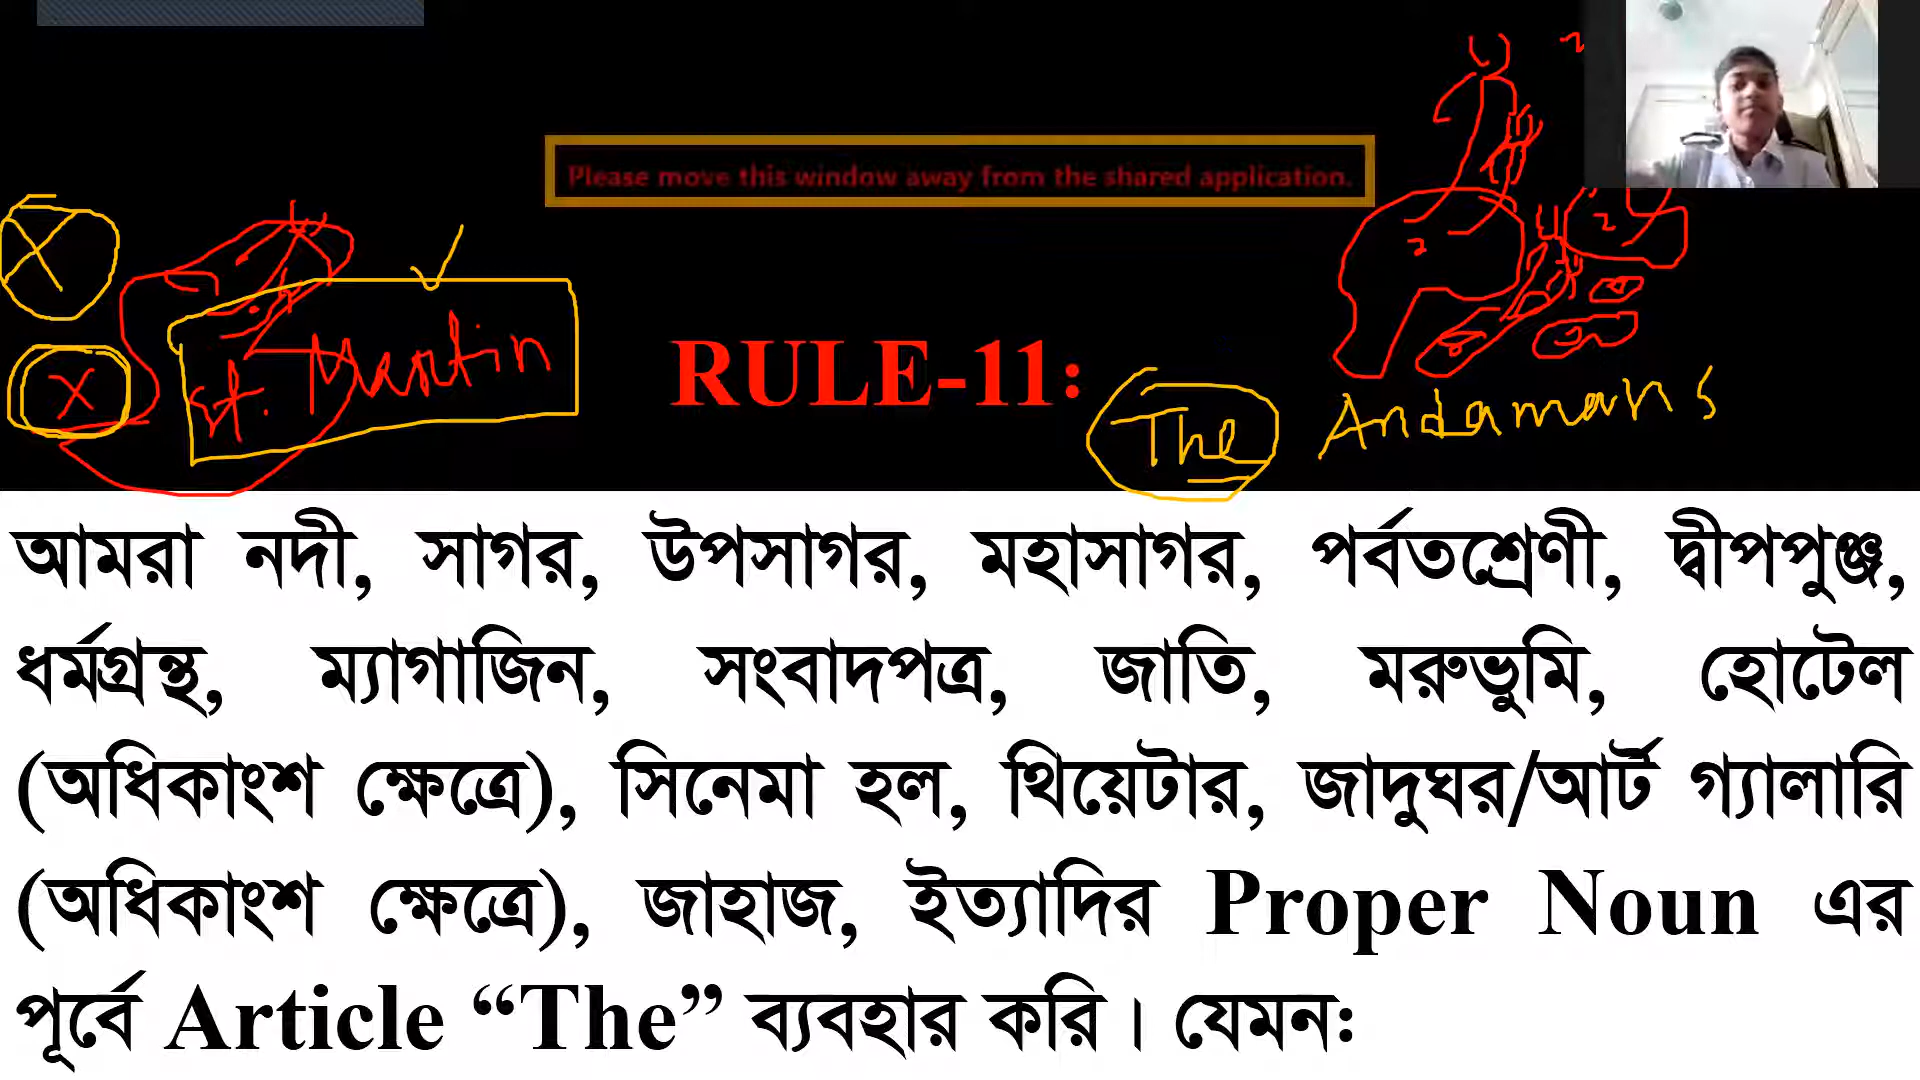 Please move this window away from the shared application.
X
X
St. Martin
RULE-11:
The Andamans
2
2
আমরা নদী, সাগর, উপসাগর, মহাসাগর, পর্বতশ্রেণী, দ্বীপপুঞ্জ,
ধর্মগ্রন্থ, ম্যাগাজিন, সংবাদপত্র, জাতি, মরুভুমি, হোটেল
(অধিকাংশ ক্ষেত্রে), সিনেমা হল, থিয়েটার, জাদুঘর/আর্ট গ্যালারি
(অধিকাংশ ক্ষেত্রে), জাহাজ, ইত্যাদির Proper Noun এর
পূর্বে Article “The” ব্যবহার করি। যেমনঃ